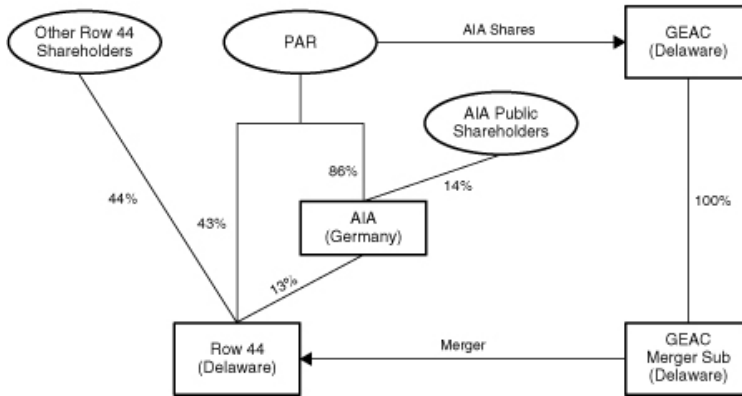 Other Row 44
Shareholders
PAR
AIA Shares
GEAC
(Delaware)
AIA Public
Shareholders
86%
14%
44%
43%
100%
AIA
(Germany)
13%
Row 44
(Delaware)
Merger
GEAC
Merger Sub
(Delaware)